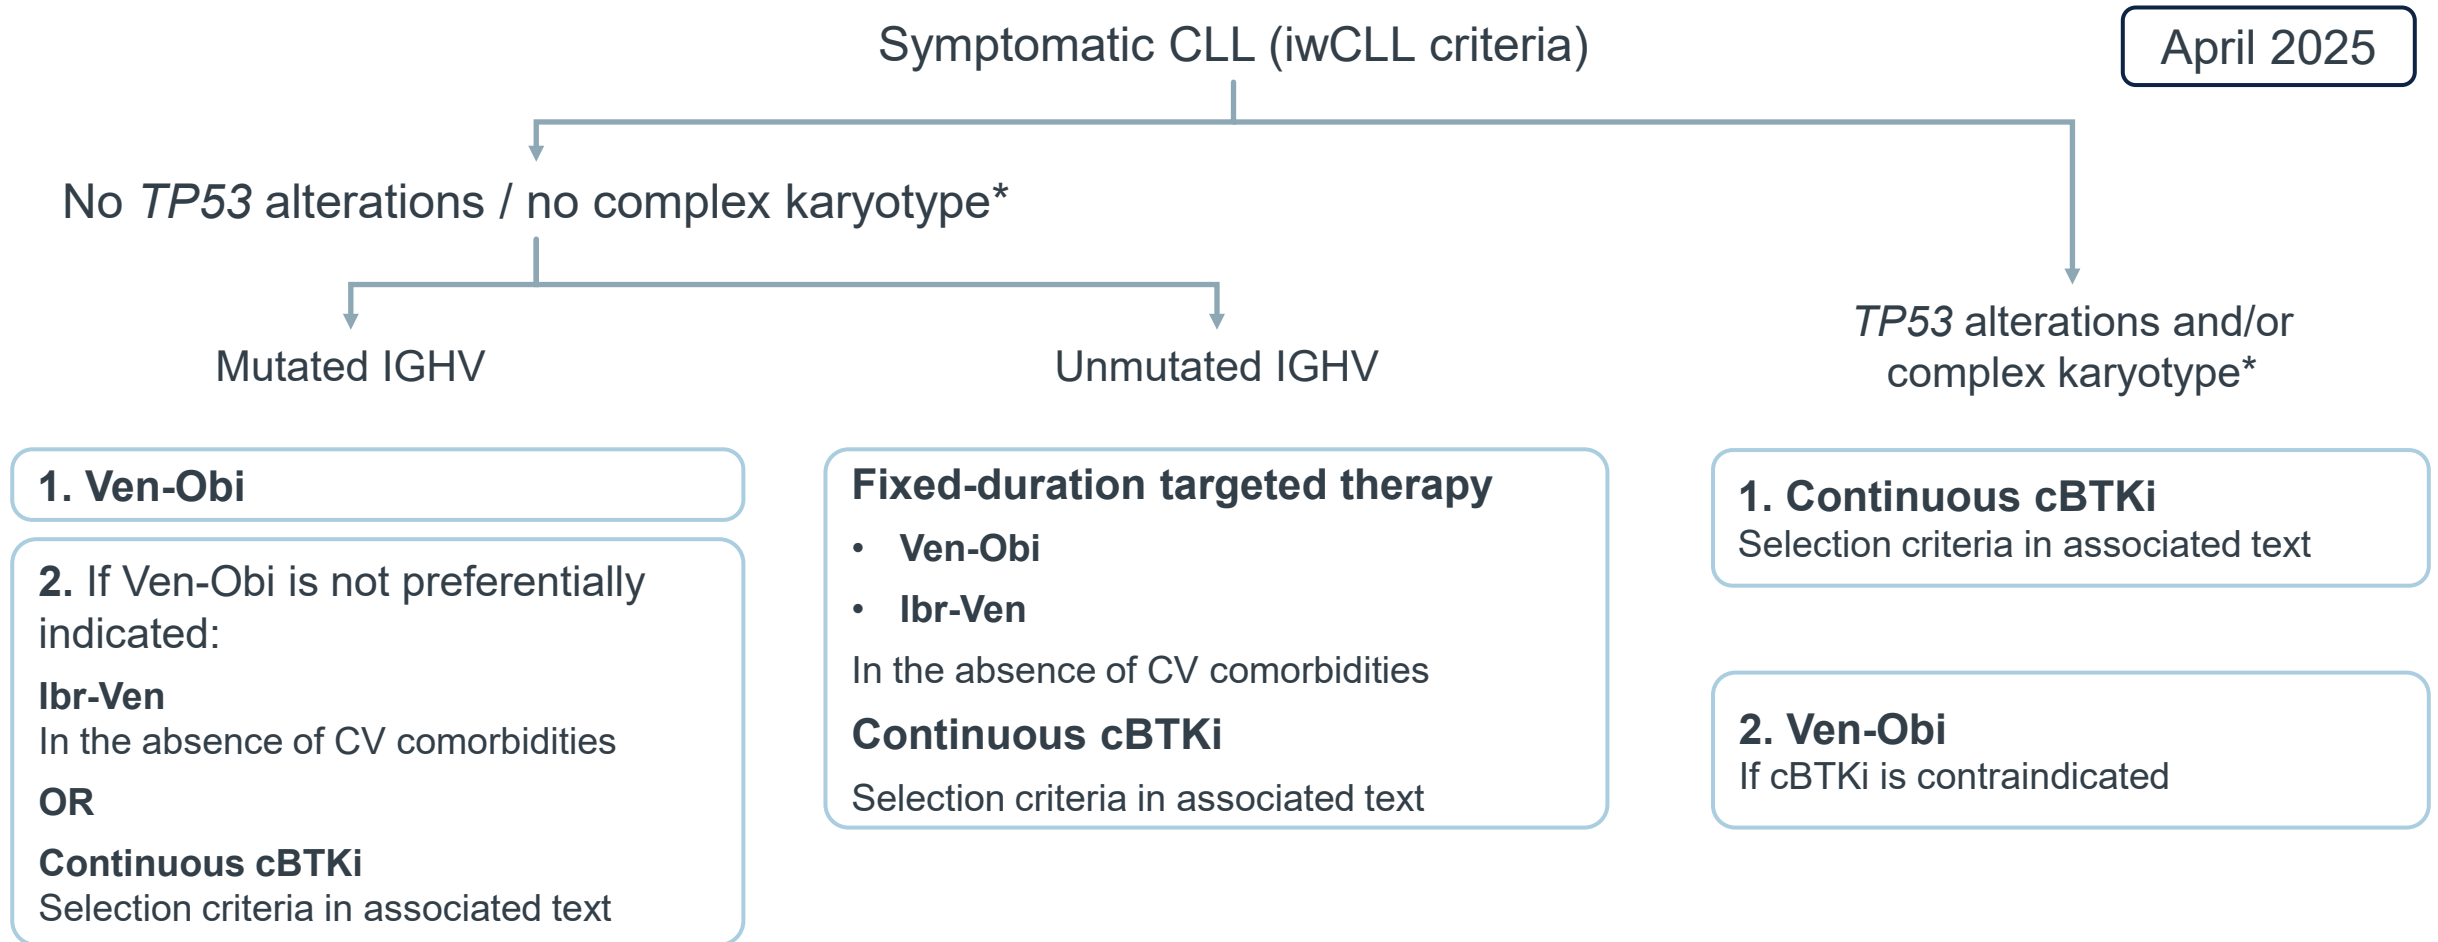 Symptomatic CLL (iwCLL criteria)
April 2025
No TP53 alterations / no complex karyotype*
Mutated IGHV
Unmutated IGHV
TP53 alterations and/or
complex karyotype*
1. Ven-Obi
2. If Ven-Obi is not preferentially
indicated:
Ibr-Ven
In the absence of CV comorbidities
OR
Continuous cBTKi
Selection criteria in associated text
Fixed-duration targeted therapy
• Ven-Obi
• Ibr-Ven
In the absence of CV comorbidities
Continuous cBTKi
Selection criteria in associated text
1. Continuous cBTKi
Selection criteria in associated text
2. Ven-Obi
If cBTKi is contraindicated